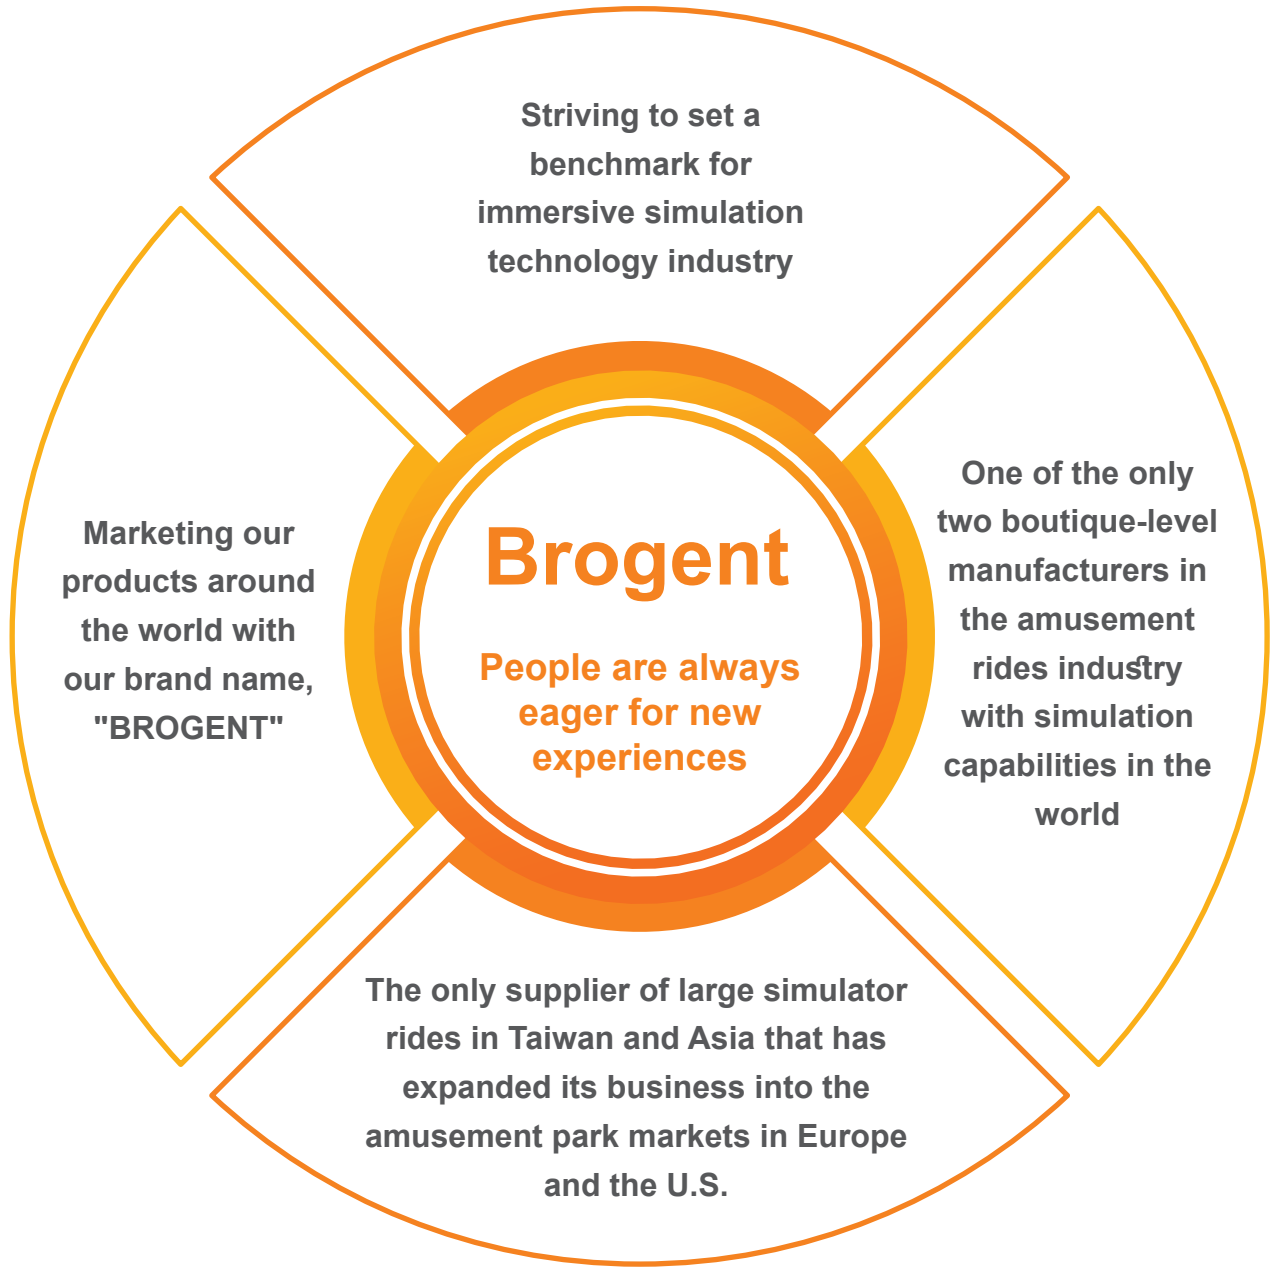 Striving to set a
benchmark for
immersive simulation
technology industry
Marketing our
products around
the world with
our brand name,
"BROGENT"
Brogent
People are always
eager for new
experiences
One of the only
two boutique-level
manufacturers in
the amusement
rides industry
with simulation
capabilities in the
world
The only supplier of large simulator
rides in Taiwan and Asia that has
expanded its business into the
amusement park markets in Europe
and the U.S.